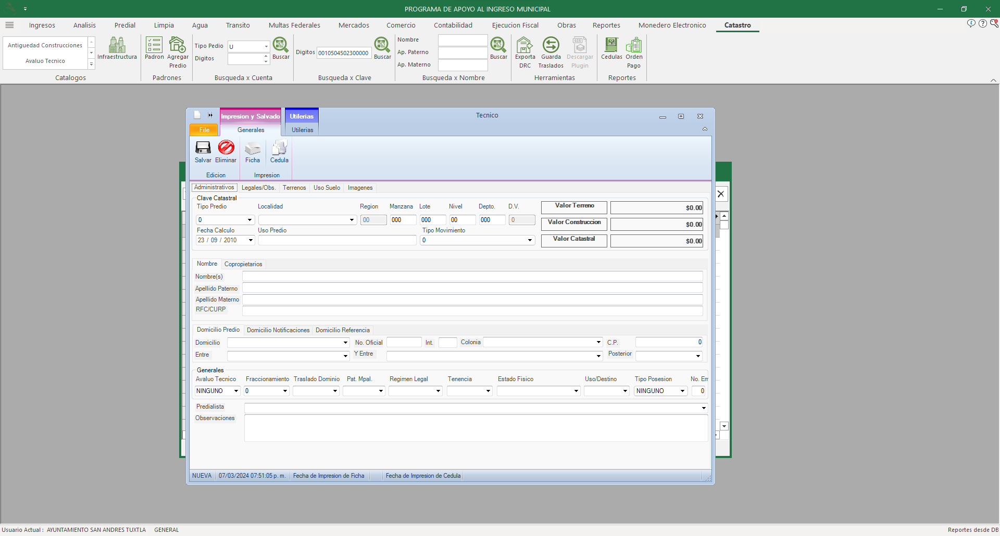 PROGRAMA DE APOYO AL INGRESO MUNICIPAL
Ingresos Analisis Predial Limpia Agua Transito Multas Federales Mercados Comercio Contabilidad Ejecucion Fiscal Obras Reportes Monedero Electronico Catastro
Antiguedad Construcciones
Avaluo Tecnico
Infraestructura
Catalogos
Padron
Agregar Predio
Padrones
Tipo Pedio U
Digitos
Buscar
Busqueda x Cuenta
Digitos 0010504502300000
Buscar
Busqueda x Clave
Nombre
Ap. Paterno
Ap. Materno
Buscar
Busqueda x Nombre
Exporta DRC
Guarda Traslados
GIS
Descargar Plugin
Herramientas
Cedulas
Orden Pago
Reportes
Impresion y Salvado Utilerias Tecnico
File Generales Utilerias
Salvar Eliminar Ficha Cedula
Edicion Impresion
Administrativos Legales/Obs. Terrenos Uso Suelo Imagenes
Clave Catastral
Tipo Predio Localidad Region Manzana Lote Nivel Depto. D.V.
0 00 000 000 00 000 0
Fecha Calculo Uso Predio Tipo Movimiento
23 / 09 / 2010 0
Valor Terreno $0.00
Valor Construccion $0.00
Valor Catastral $0.00
Nombre Copropietarios
Nombre(s)
Apellido Paterno
Apellido Materno
RFC/CURP
Domicilio Predio Domicilio Notificaciones Domicilio Referencia
Domicilio No. Oficial Int. Colonia C.P. 0
Entre Y Entre Posterior
Generales
Avaluo Tecnico Fraccionamiento Traslado Dominio Pat. Mpal. Regimen Legal Tenencia Estado Fisico Uso/Destino Tipo Posesion No. Em
NINGUNO 0 NINGUNO 0
Predialista
Observaciones
NUEVA 07/03/2024 07:51:05 p. m. Fecha de Impresion de Ficha Fecha de Impresion de Cedula
Usuario Actual : AYUNTAMIENTO SAN ANDRES TUXTLA GENERAL Reportes desde DB